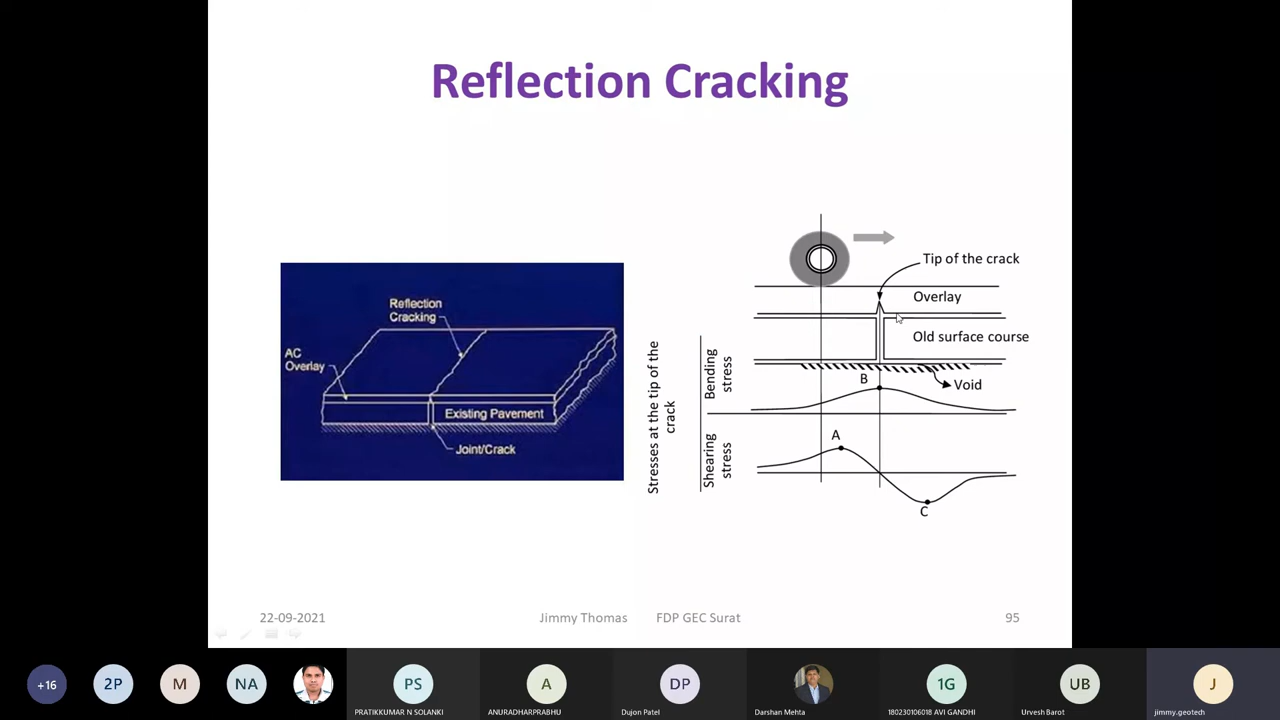 Reflection Cracking
Reflection
Cracking
AC
Overlay
Existing Pavement
Joint/Crack
Stresses at the tip of the
crack
Bending
stress
Shearing
stress
Tip of the crack
Overlay
Old surface course
Void
B
A
C
22-09-2021
Jimmy Thomas
FDP GEC Surat
95
+16
2P
M
NA
PS
PRATIKKUMAR N SOLANKI
A
ANURADHARPRABHU
DP
Dujon Patel
Darshan Mehta
1G
180230106018 AVI GANDHI
UB
Urvesh Barot
J
jimmy.geotech